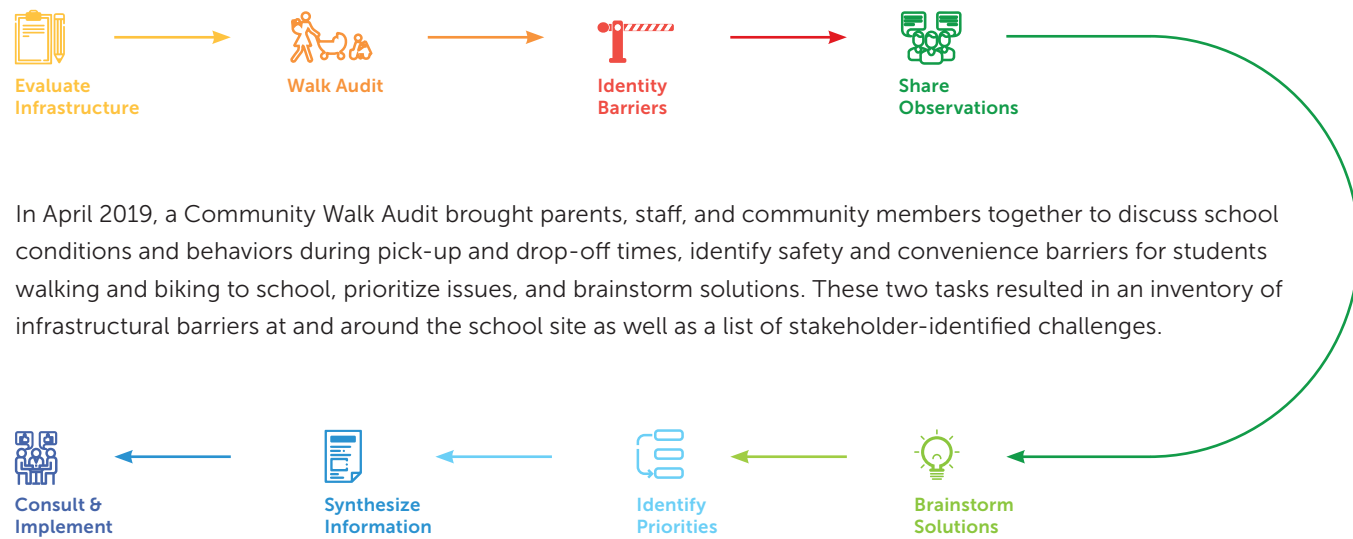 Evaluate
Infrastructure
Walk Audit
Identity
Barriers
Share
Observations
In April 2019, a Community Walk Audit brought parents, staff, and community members together to discuss school
conditions and behaviors during pick-up and drop-off times, identify safety and convenience barriers for students
walking and biking to school, prioritize issues, and brainstorm solutions. These two tasks resulted in an inventory of
infrastructural barriers at and around the school site as well as a list of stakeholder-identified challenges.
Brainstorm
Solutions
Identify
Priorities
Synthesize
Information
Consult &
Implement